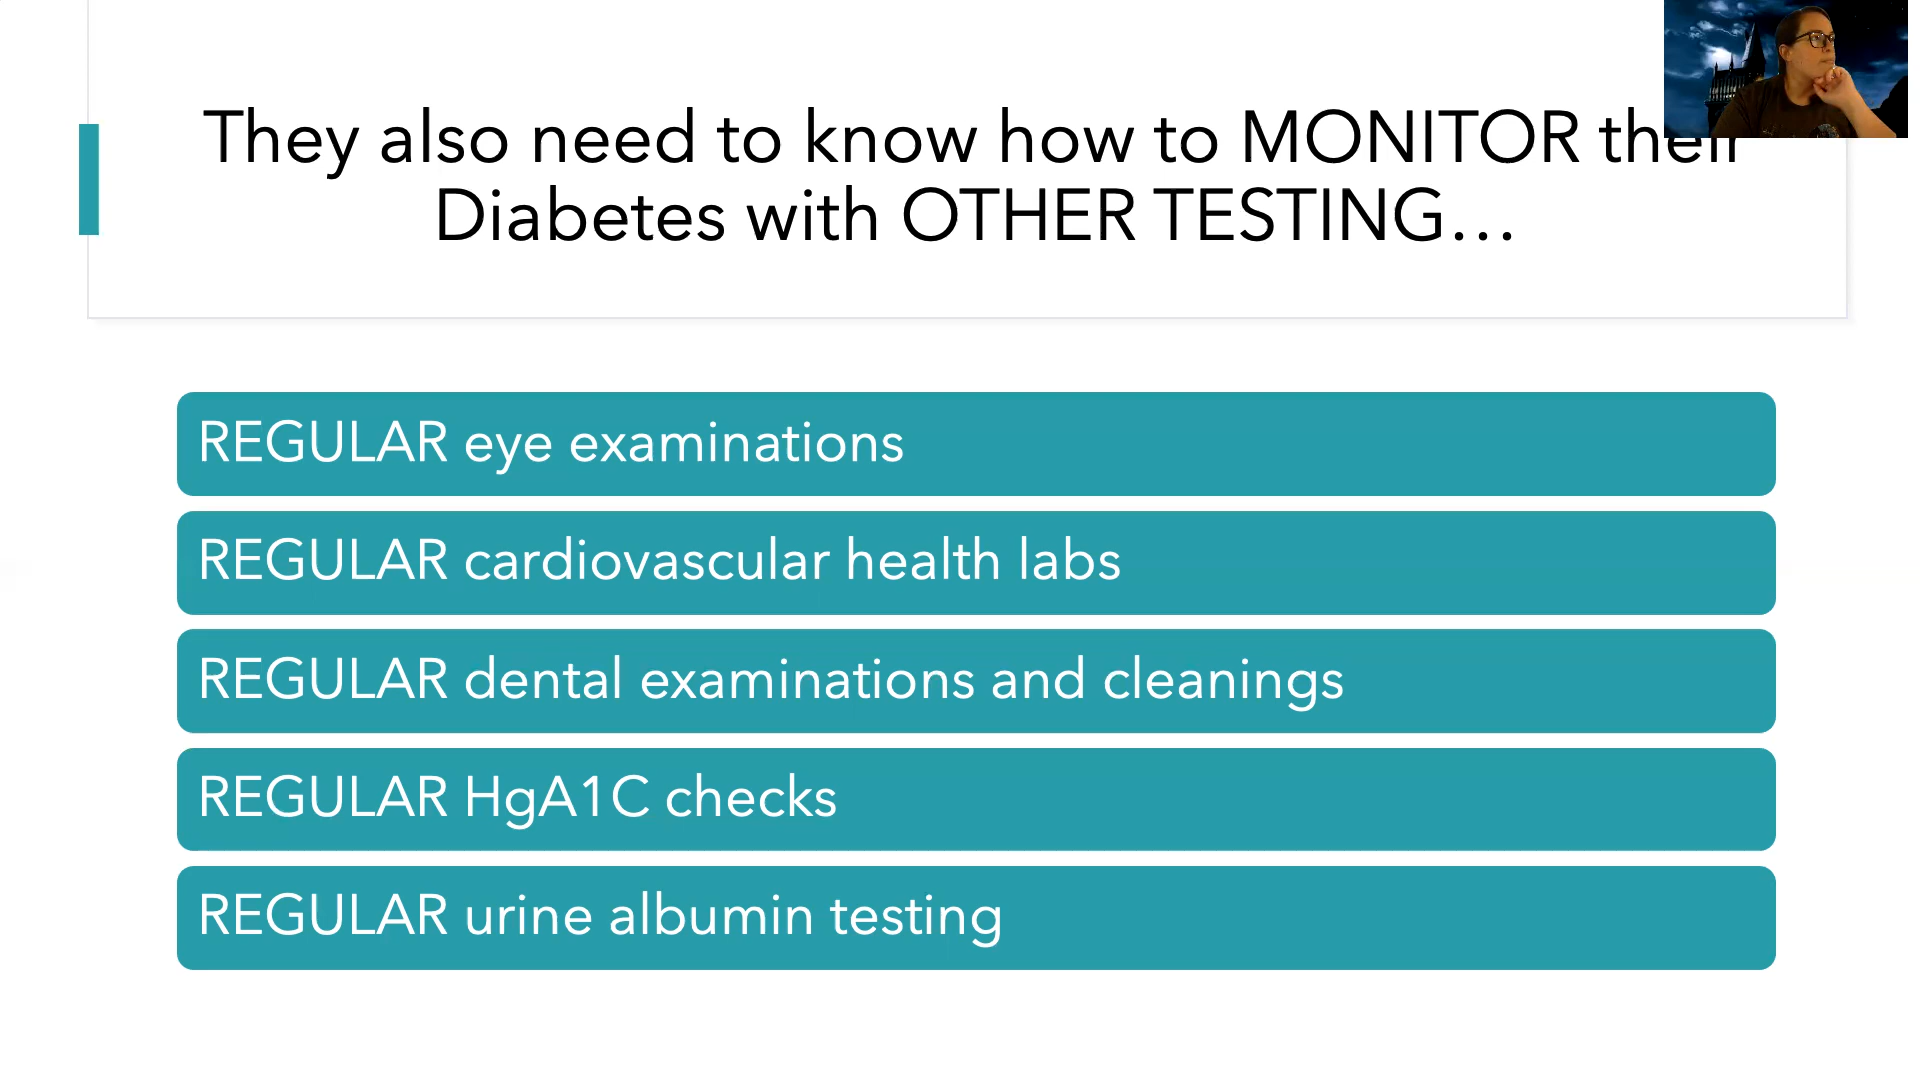 They also need to know how to MONITOR their
Diabetes with OTHER TESTING…
REGULAR eye examinations
REGULAR cardiovascular health labs
REGULAR dental examinations and cleanings
REGULAR HgA1C checks
REGULAR urine albumin testing